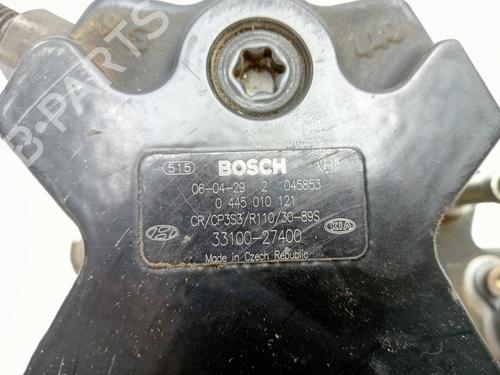 B-PARTS
515 BOSCH H
06-04-29 2 045853
0 445 010 121
CR/CP3S3/R110/30-89S
33100-27400
KIA
Made in Czech Republic